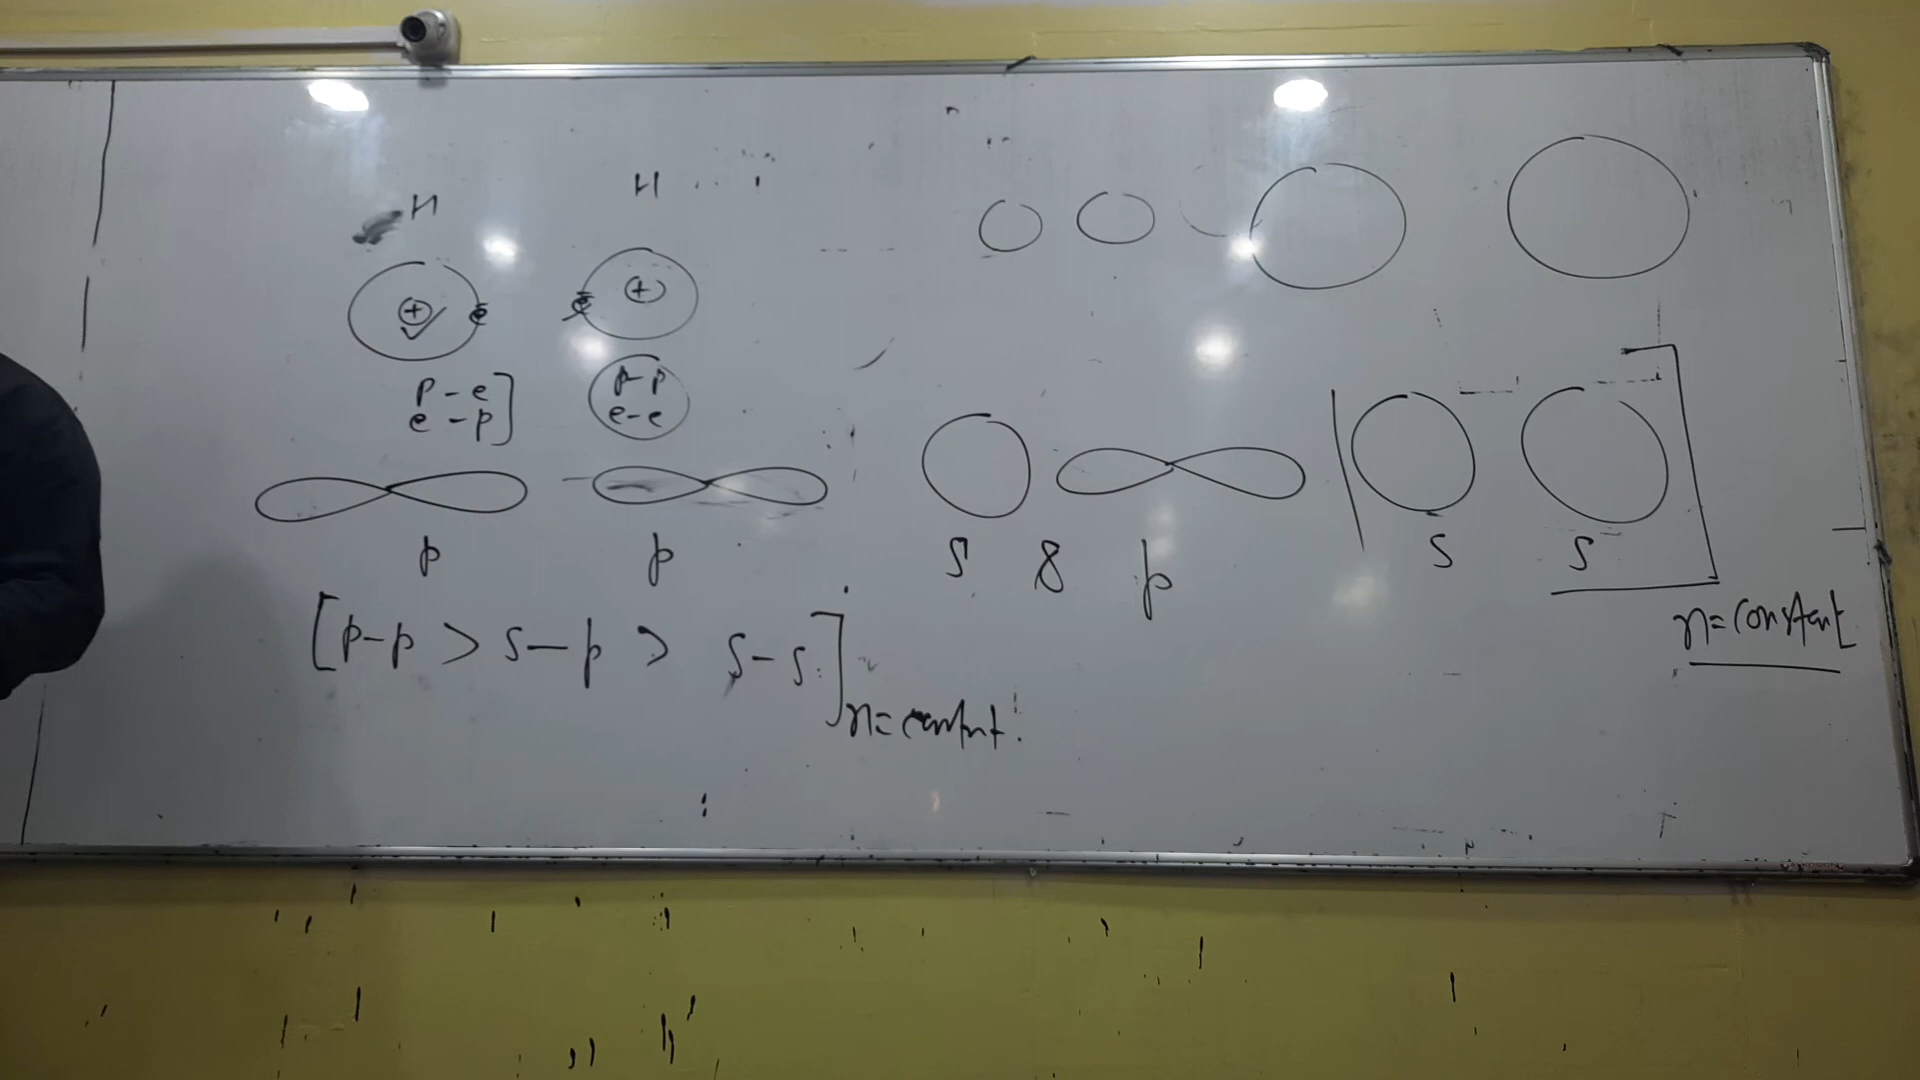 H H
+ e e +
p-e
e-p]
p-p
e-e
p p s & p s s
n=constant
[p-p > s-p > s-s]n=constant